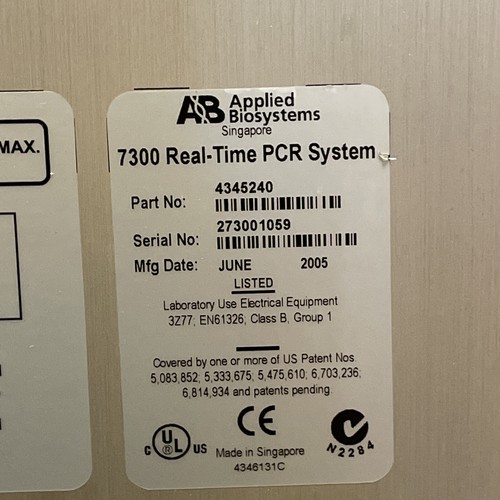 MAX.
AB Applied
Biosystems
Singapore
7300 Real-Time PCR System
Part No: 4345240
Serial No: 273001059
Mfg Date: JUNE 2005
LISTED
Laboratory Use Electrical Equipment
3Z77; EN61326; Class B, Group 1
Covered by one or more of US Patent Nos
5,083,852; 5,333,675; 5,475,610; 6,703,236;
6,814,934 and patents pending.
C UL US
CE
N2284
Made in Singapore
4346131C